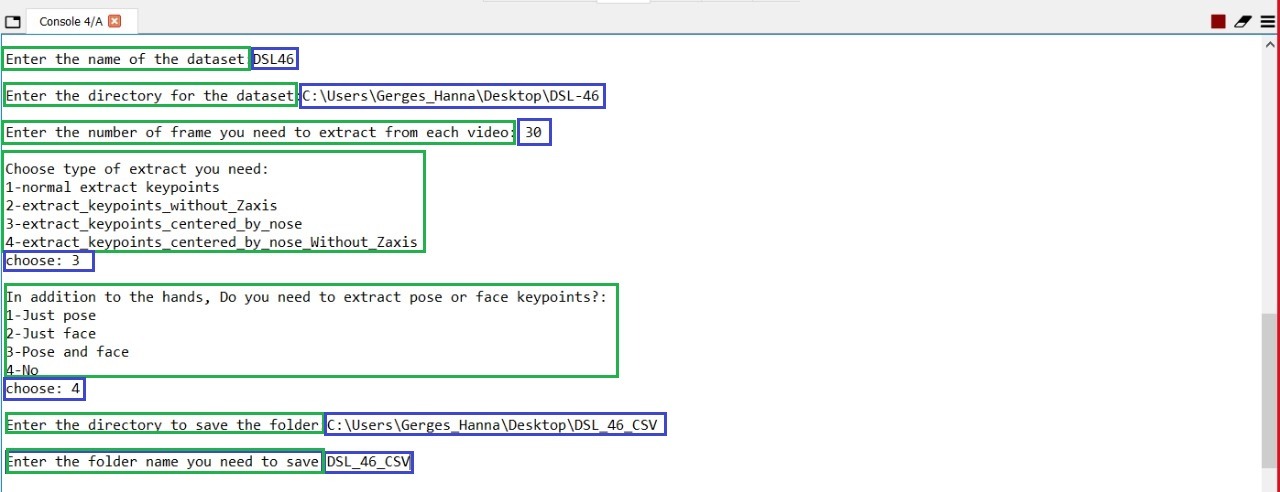 Console 4/A
Enter the name of the dataset DSL46
Enter the directory for the dataset:C:\Users\Gerges_Hanna\Desktop\DSL-46
Enter the number of frame you need to extract from each video: 30
Choose type of extract you need:
1-normal extract keypoints
2-extract_keypoints_without_Zaxis
3-extract_keypoints_centered_by_nose
4-extract_keypoints_centered_by_nose_Without_Zaxis
choose: 3
In addition to the hands, Do you need to extract pose or face keypoints?:
1-Just pose
2-Just face
3-Pose and face
4-No
choose: 4
Enter the directory to save the folder C:\Users\Gerges_Hanna\Desktop\DSL_46_CSV
Enter the folder name you need to save DSL_46_CSV